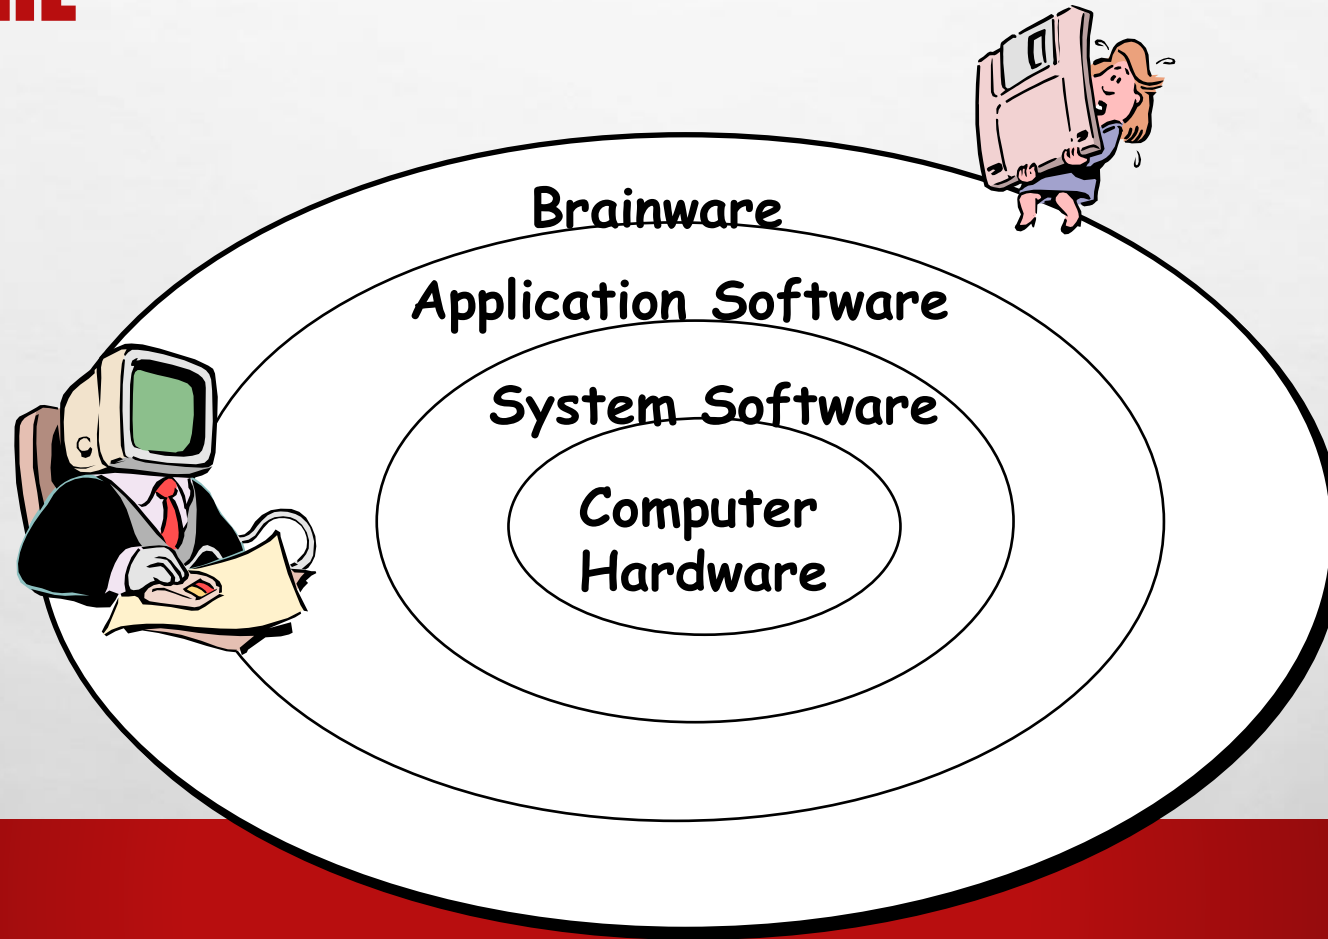 Brainware
Application Software
System Software
Computer
Hardware